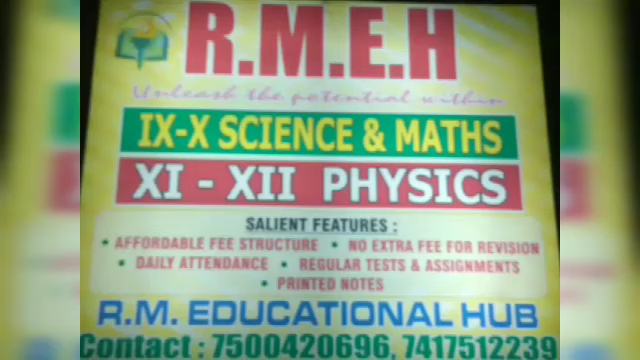 R.M.E.H
Unleash the potential within
IX-X SCIENCE & MATHS
XI - XII PHYSICS
SALIENT FEATURES :
• AFFORDABLE FEE STRUCTURE • NO EXTRA FEE FOR REVISION
• DAILY ATTENDANCE • REGULAR TESTS & ASSIGNMENTS
• PRINTED NOTES
R.M. EDUCATIONAL HUB
Contact : 7500420696, 7417512239